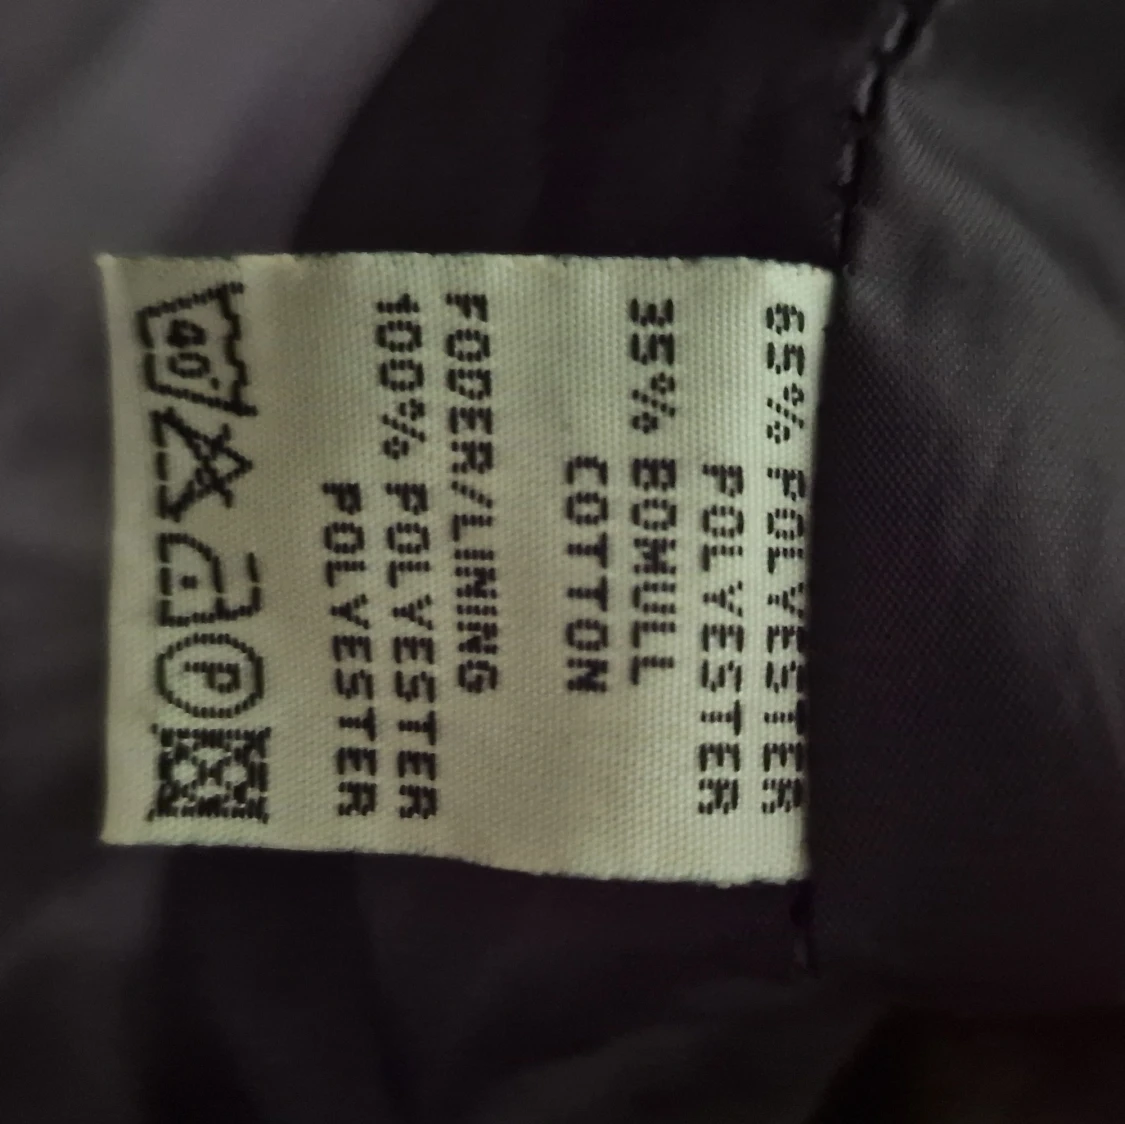 65% POLYESTER
POLYESTER
35% BOMULL
COTTON
FODER/LINING
100% POLYESTER
POLYESTER
40° P